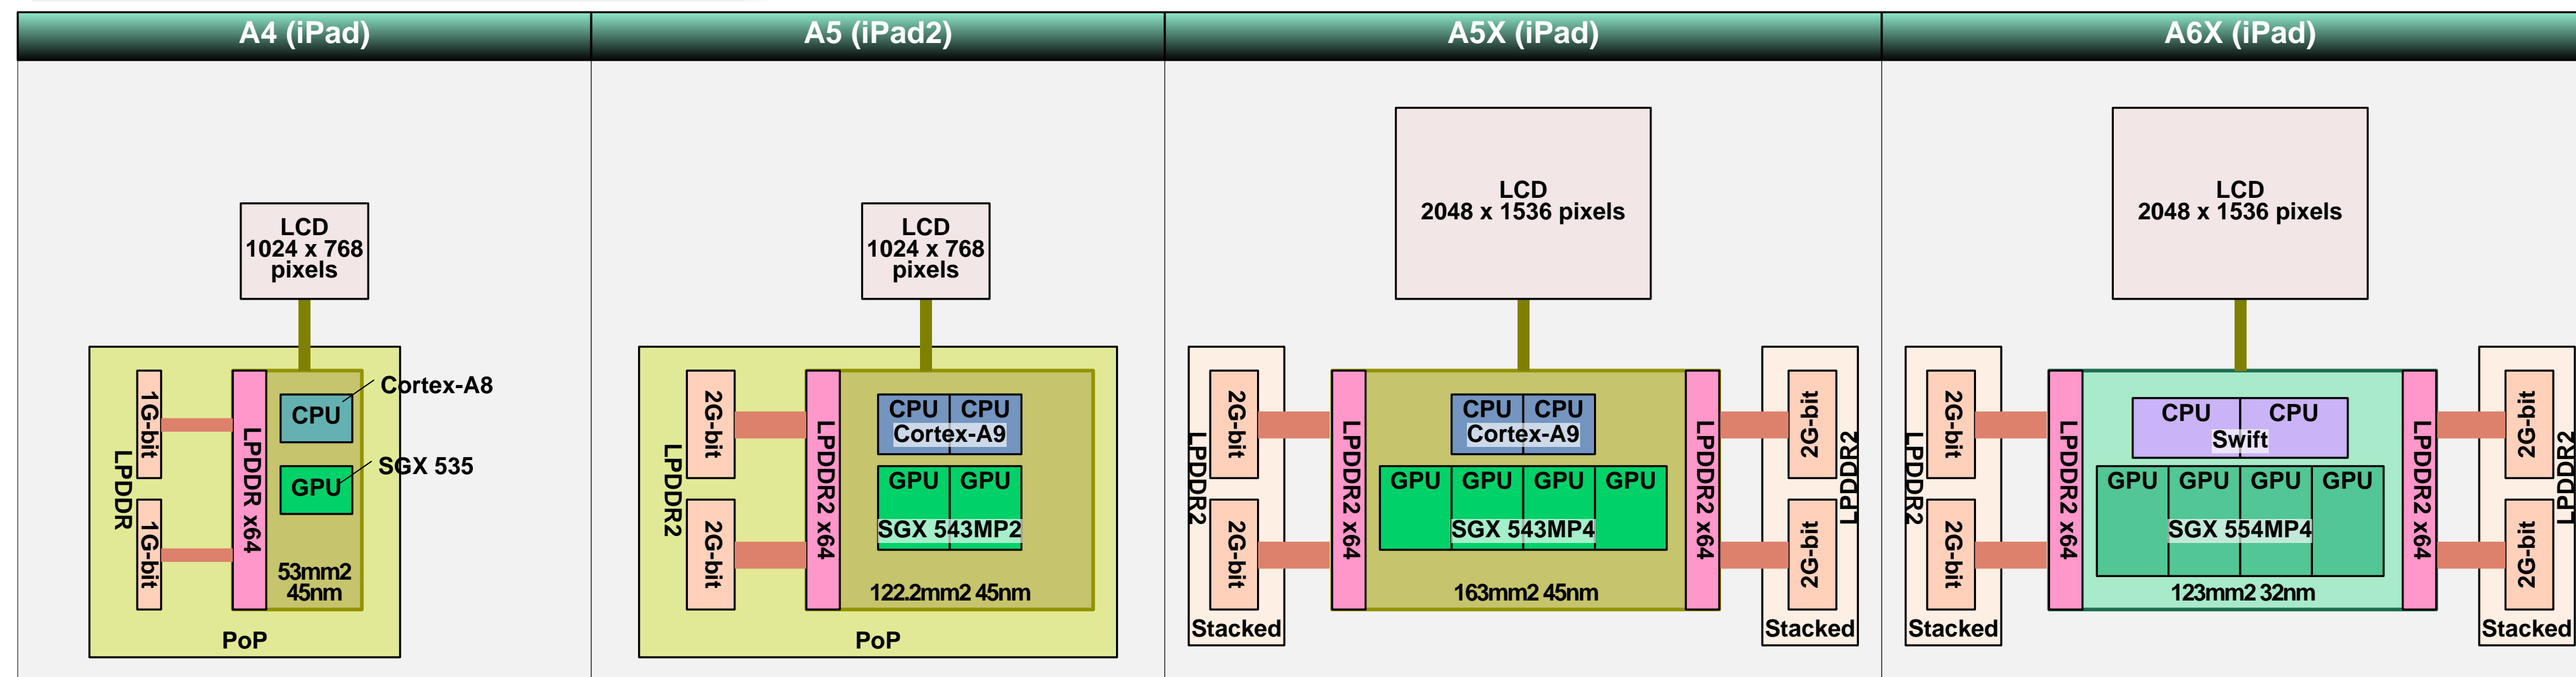 A4 (iPad)
LCD
1024 x 768
pixels
Cortex-A8
CPU
SGX 535
GPU
1G-bit
1G-bit
LPDDR
LPDDR x64
53mm2
45nm
PoP
A5 (iPad2)
LCD
1024 x 768
pixels
2G-bit
2G-bit
LPDDR2
LPDDR2 x64
CPU CPU
Cortex-A9
GPU GPU
SGX 543MP2
122.2mm2 45nm
PoP
A5X (iPad)
LCD
2048 x 1536 pixels
LPDDR2
2G-bit
2G-bit
Stacked
LPDDR2 x64
CPU CPU
Cortex-A9
GPU GPU GPU GPU
SGX 543MP4
163mm2 45nm
LPDDR2 x64
2G-bit
2G-bit
LPDDR2
Stacked
A6X (iPad)
LCD
2048 x 1536 pixels
LPDDR2
2G-bit
2G-bit
Stacked
LPDDR2 x64
CPU CPU
Swift
GPU GPU GPU GPU
SGX 554MP4
123mm2 32nm
LPDDR2 x64
2G-bit
2G-bit
LPDDR2
Stacked